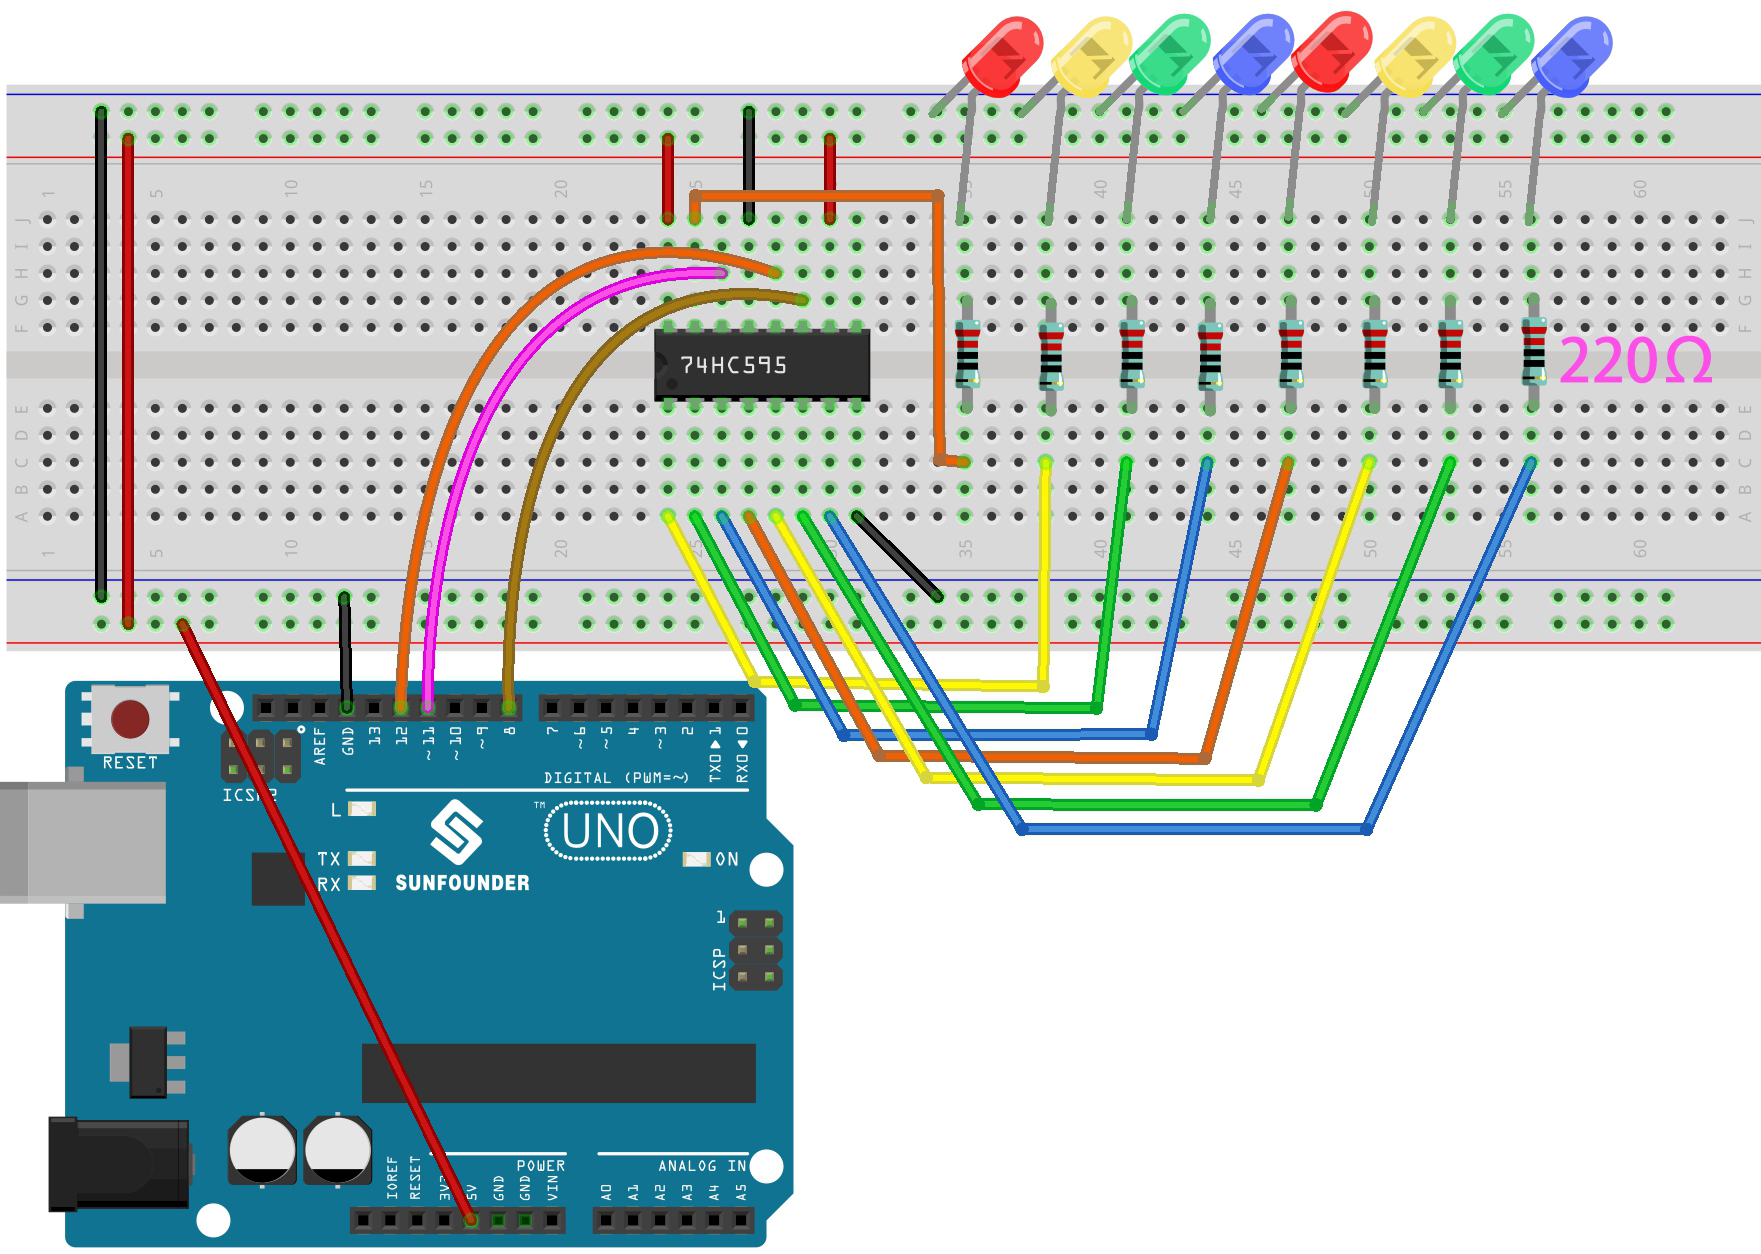 1 5 10 15 20 25 35 40 45 50 55 60
J J
I I
H H
G G
F F
74HC595
220Ω
E E
D D
C C
B B
A A
1 5 10 15 20 25 30 35 40 45 50 55 60
AREF GND 13 12 ~11 ~10 ~9 8 7 ~6 ~5 4 ~3 2 TX0▶1 RX0◀0
RESET
DIGITAL (PWM=~)
ICSP2
L
™ UNO
TX
RX
ON
SUNFOUNDER
1
ICSP
POWER
ANALOG IN
IOREF RESET 3V3 5V GND GND VIN A0 A1 A2 A3 A4 A5